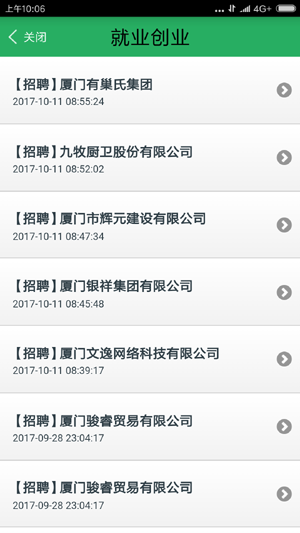 上午10:06
... 4G+
关闭
就业创业
【招聘】厦门有巢氏集团
2017-10-11 08:55:24
【招聘】九牧厨卫股份有限公司
2017-10-11 08:52:02
【招聘】厦门市辉元建设有限公司
2017-10-11 08:47:34
【招聘】厦门银祥集团有限公司
2017-10-11 08:45:48
【招聘】厦门文逸网络科技有限公司
2017-10-11 08:39:17
【招聘】厦门骏睿贸易有限公司
2017-09-28 23:04:17
【招聘】厦门骏睿贸易有限公司
2017-09-28 23:04:17